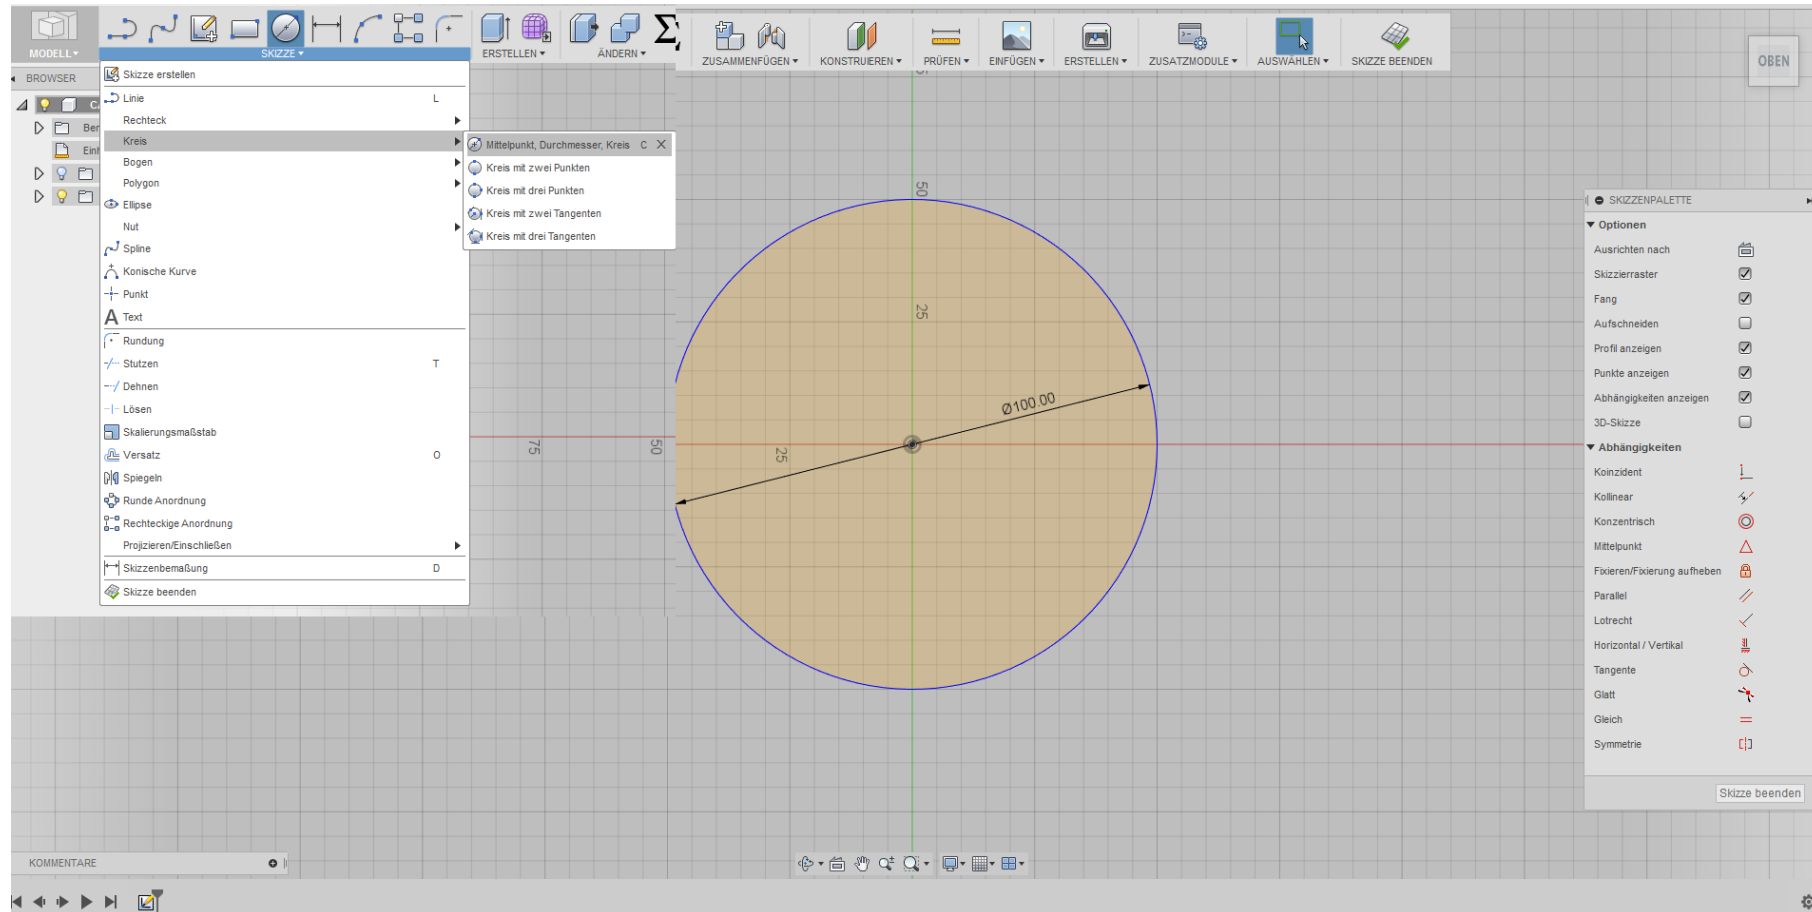 MODELL
SKIZZE
ERSTELLEN
ÄNDERN
ZUSAMMENFÜGEN
KONSTRUIEREN
PRÜFEN
EINFÜGEN
ERSTELLEN
ZUSATZMODULE
AUSWÄHLEN
SKIZZE BEENDEN
OBEN
BROWSER
Skizze erstellen
Linie L
Rechteck
Kreis
Bogen
Polygon
Ellipse
Nut
Spline
Konische Kurve
Punkt
Text
Rundung
Stutzen T
Dehnen
Lösen
Skalierungsmaßstab
Versatz O
Spiegeln
Runde Anordnung
Rechteckige Anordnung
Projizieren/Einschließen
Skizzenbemaßung D
Skizze beenden
Mittelpunkt, Durchmesser, Kreis C
Kreis mit zwei Punkten
Kreis mit drei Punkten
Kreis mit zwei Tangenten
Kreis mit drei Tangenten
50
25
Ø100.00
75
50
25
SKIZZENPALETTE
Optionen
Ausrichten nach
Skizzierraster
Fang
Aufschneiden
Profil anzeigen
Punkte anzeigen
Abhängigkeiten anzeigen
3D-Skizze
Abhängigkeiten
Koinzident
Kollinear
Konzentrisch
Mittelpunkt
Fixieren/Fixierung aufheben
Parallel
Lotrecht
Horizontal / Vertikal
Tangente
Glatt
Gleich
Symmetrie
Skizze beenden
KOMMENTARE